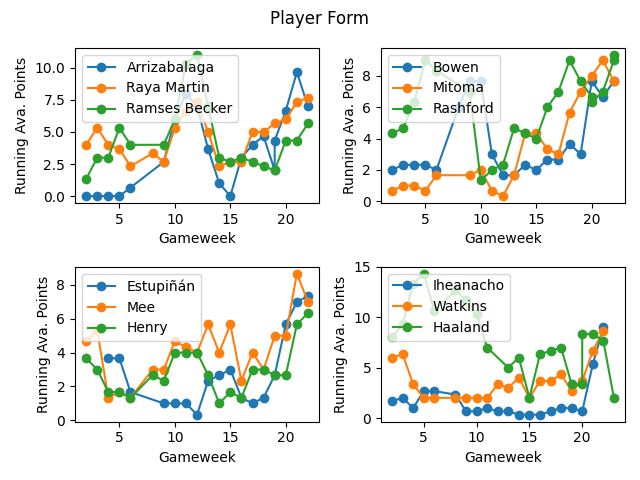 Player Form
Running Ava. Points
10.0
7.5
5.0
2.5
0.0
Arrizabalaga
Raya Martin
Ramses Becker
5
10
15
20
Gameweek
Running Ava. Points
8
6
4
2
0
Bowen
Mitoma
Rashford
5
10
15
20
Gameweek
Running Ava. Points
8
6
4
2
0
Estupiñán
Mee
Henry
5
10
15
20
Gameweek
Running Ava. Points
15
10
5
0
Iheanacho
Watkins
Haaland
5
10
15
20
Gameweek